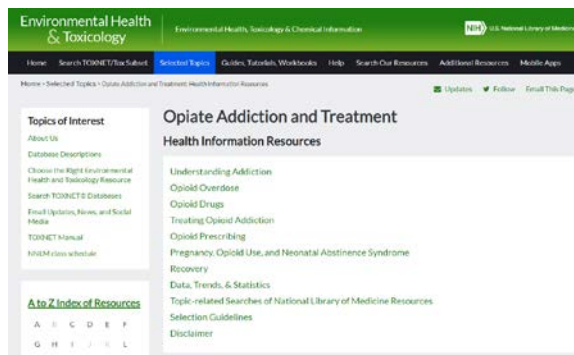 Environmental Health
& Toxicology
Environmental Health, Toxicology & Chemical Information
NIH U.S. National Library of Medicine
Home Search TOXNET/Tox Subset Selected Topics Guides, Tutorials, Workbooks Help Search Our Resources Additional Resources Mobile Apps
Home > Selected Topics > Opiate Addiction and Treatment: Health Information Resources
Updates Follow Email This Page
Topics of Interest
About Us
Database Descriptions
Choose the Right Environmental
Health and Toxicology Resource
Search TOXNET® Databases
Email Updates, News, and Social
Media
TOXNET Manual
NNLM class schedule
A to Z Index of Resources
A B C D E F
G H I J K L
Opiate Addiction and Treatment
Health Information Resources
Understanding Addiction
Opioid Overdose
Opioid Drugs
Treating Opioid Addiction
Opioid Prescribing
Pregnancy, Opioid Use, and Neonatal Abstinence Syndrome
Recovery
Data, Trends, & Statistics
Topic-related Searches of National Library of Medicine Resources
Selection Guidelines
Disclaimer